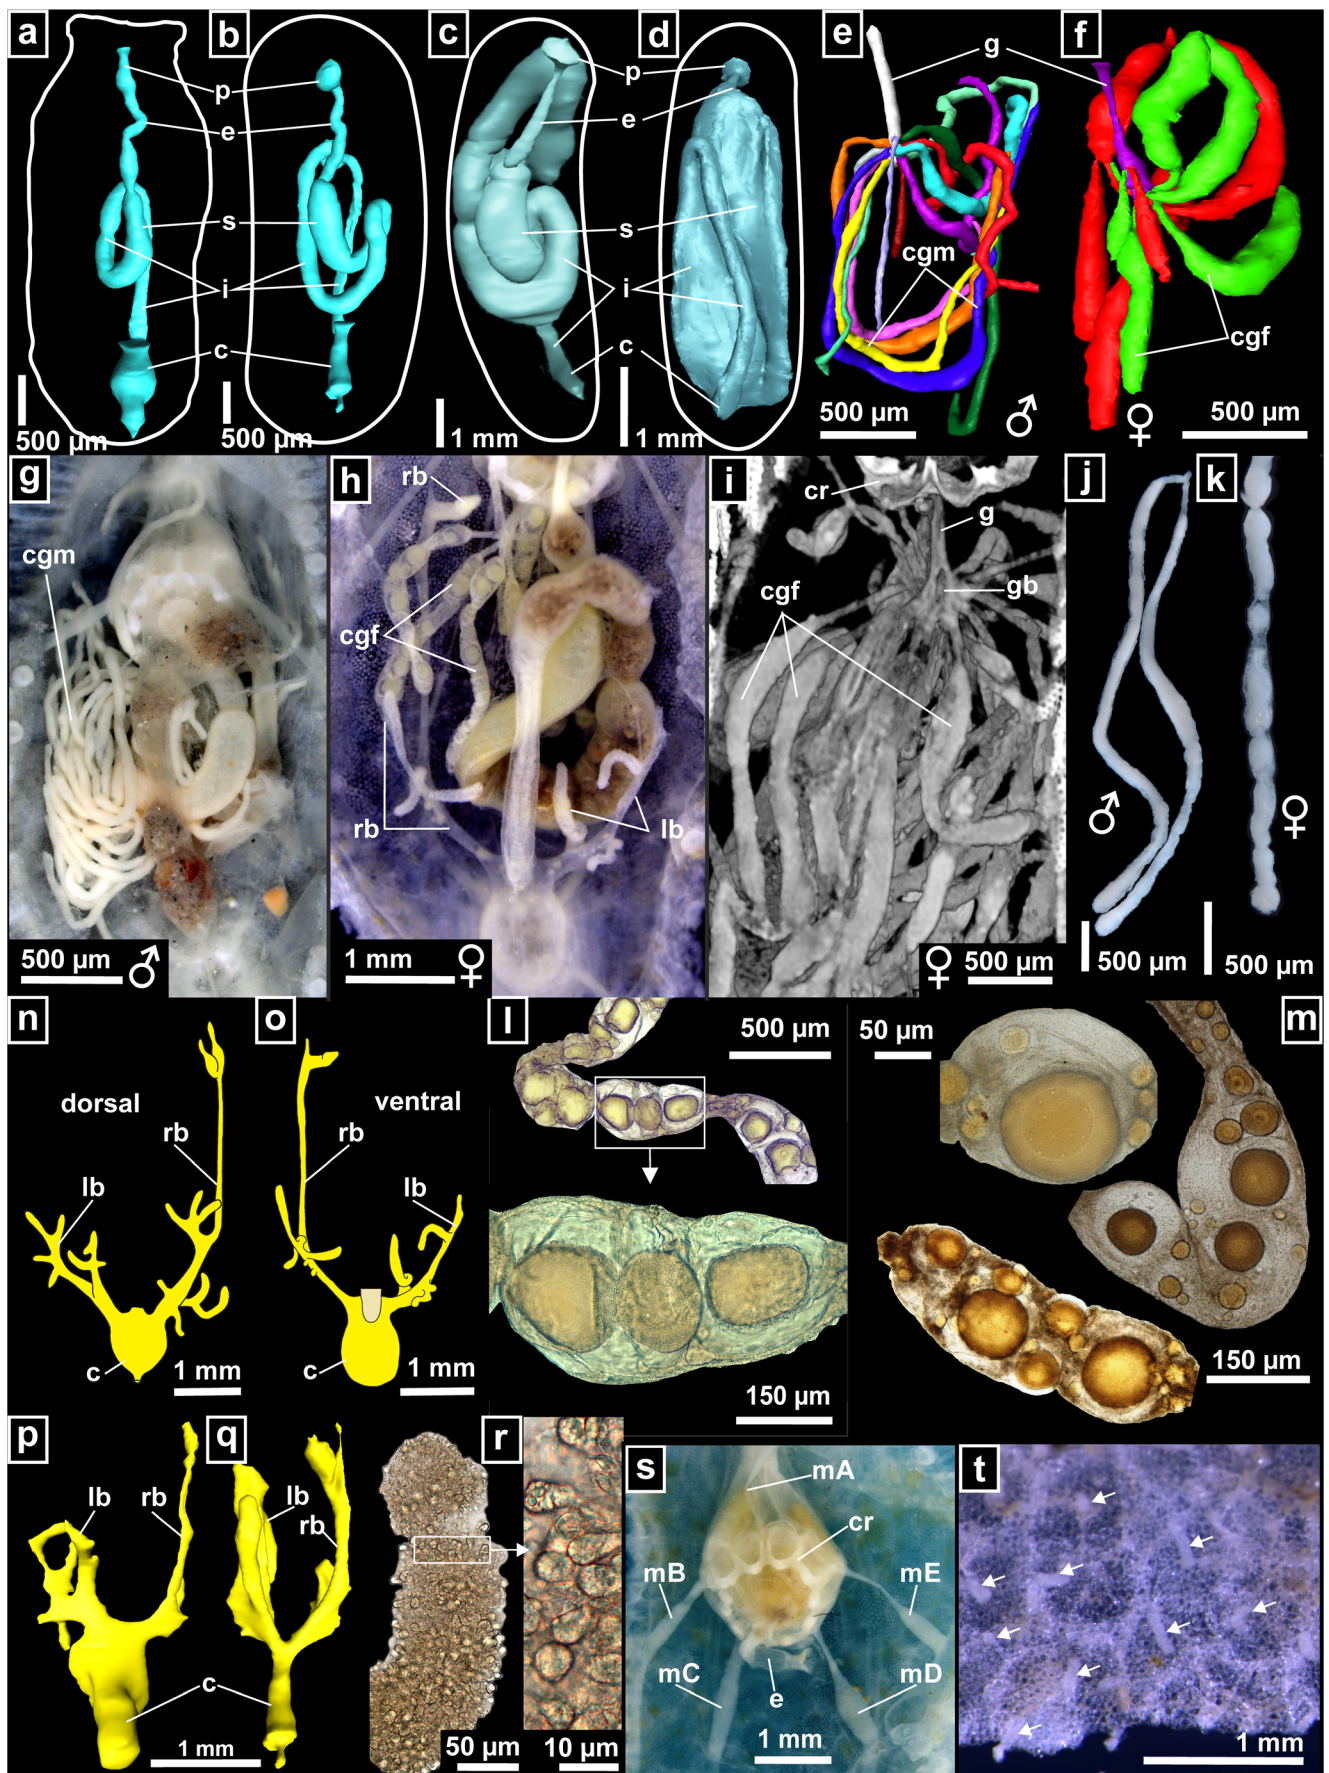 a
b
c
d
e
f
p
e
s
i
c
p
e
s
i
c
g
cgm
cgf
500 µm
500 µm
1 mm
1 mm
500 µm
♂
♀
500 µm
g
h
i
j
k
cgm
rb
cgf
rb
lb
cr
g
gb
cgf
♂
♀
500 µm
♂
1 mm
♀
♀
500 µm
500 µm
500 µm
n
o
l
m
dorsal
ventral
rb
lb
rb
lb
c
c
1 mm
1 mm
500 µm
150 µm
50 µm
150 µm
p
q
r
s
t
lb
rb
lb
rb
c
1 mm
50 µm
10 µm
mA
cr
mB
mE
mC
mD
e
1 mm
1 mm